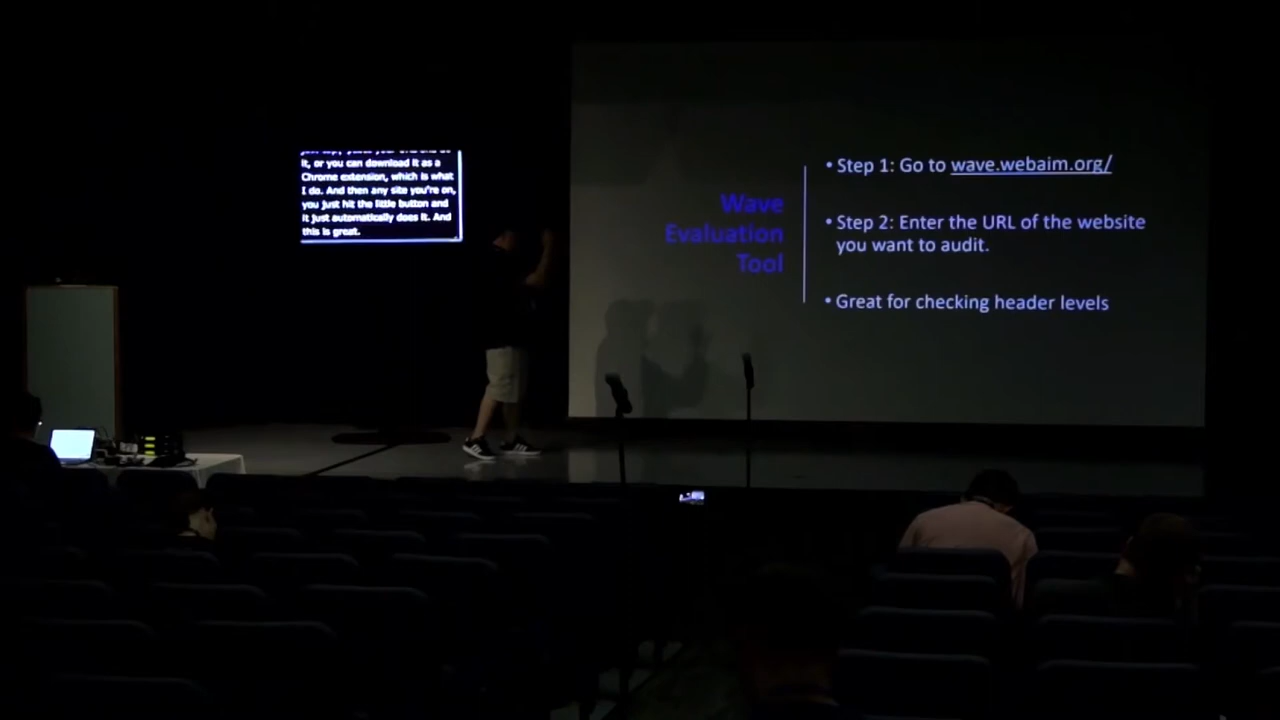 it, or you can download it as a
Chrome extension, which is what
I do. And then any site you're on,
you just hit the little button and
it just automatically does it. And
this is great.
Wave
Evaluation
Tool
• Step 1: Go to wave.webaim.org/
• Step 2: Enter the URL of the website
you want to audit.
• Great for checking header levels